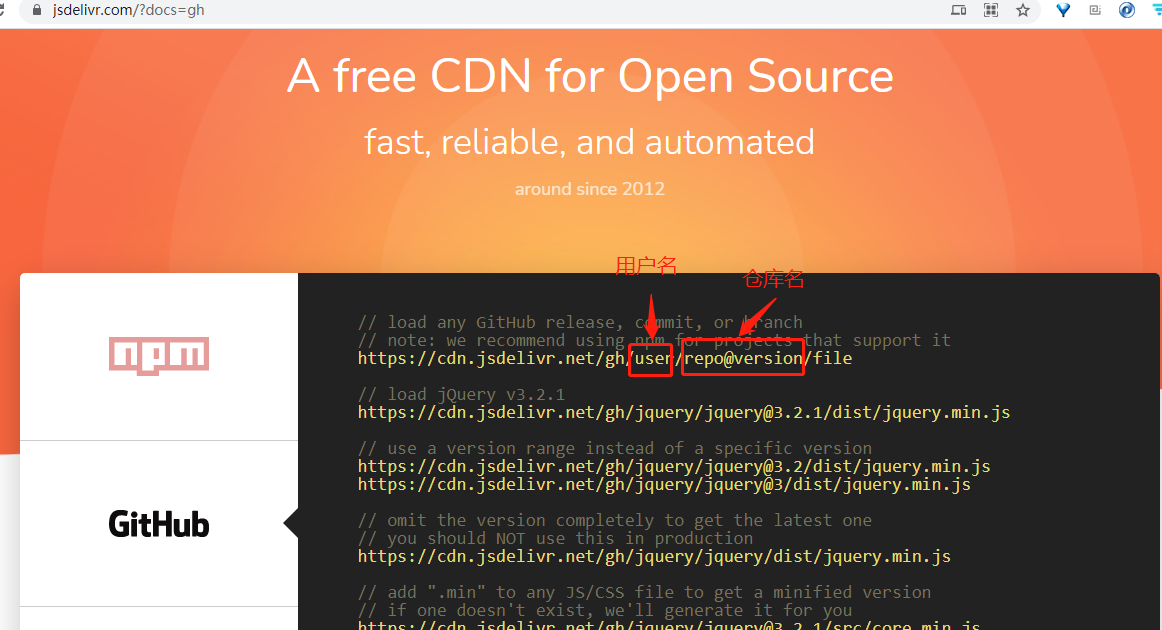 jsdelivr.com/?docs=gh
A free CDN for Open Source
fast, reliable, and automated
around since 2012
用户名
仓库名
npm
GitHub
// load any GitHub release, commit, or branch
// note: we recommend using npm for projects that support it
https://cdn.jsdelivr.net/gh/user/repo@version/file
// load jQuery v3.2.1
https://cdn.jsdelivr.net/gh/jquery/jquery@3.2.1/dist/jquery.min.js
// use a version range instead of a specific version
https://cdn.jsdelivr.net/gh/jquery/jquery@3.2/dist/jquery.min.js
https://cdn.jsdelivr.net/gh/jquery/jquery@3/dist/jquery.min.js
// omit the version completely to get the latest one
// you should NOT use this in production
https://cdn.jsdelivr.net/gh/jquery/jquery/dist/jquery.min.js
// add ".min" to any JS/CSS file to get a minified version
// if one doesn't exist, we'll generate it for you
https://cdn.jsdelivr.net/gh/jquery/jquery@3.2.1/src/core.min.js